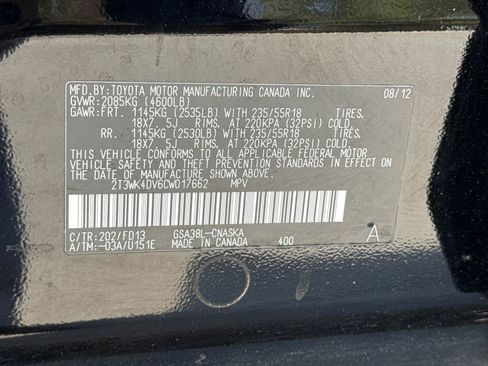 MFD.BY:TOYOTA MOTOR MANUFACTURING CANADA INC. 08/12
GVWR:2085KG (4600LB)
GAWR:FRT. 1145KG (2535LB) WITH 235/55R18 TIRES,
18X7. 5J RIMS, AT 220KPA (32PSI) COLD.
RR. 1145KG (2530LB) WITH 235/55R18 TIRES,
18X7. 5J RIMS, AT 220KPA (32PSI) COLD.
THIS VEHICLE CONFORMS TO ALL APPLICABLE FEDERAL MOTOR
VEHICLE SAFETY AND THEFT PREVENTION STANDARDS IN
EFFECT ON THE DATE OF MANUFACTURE SHOWN ABOVE.
2T3WK4DV6CW017662 MPV
C/TR:202/FD13 GSA38L-CNASKA
A/TM:-03A/U151E MADE IN CANADA 400 A